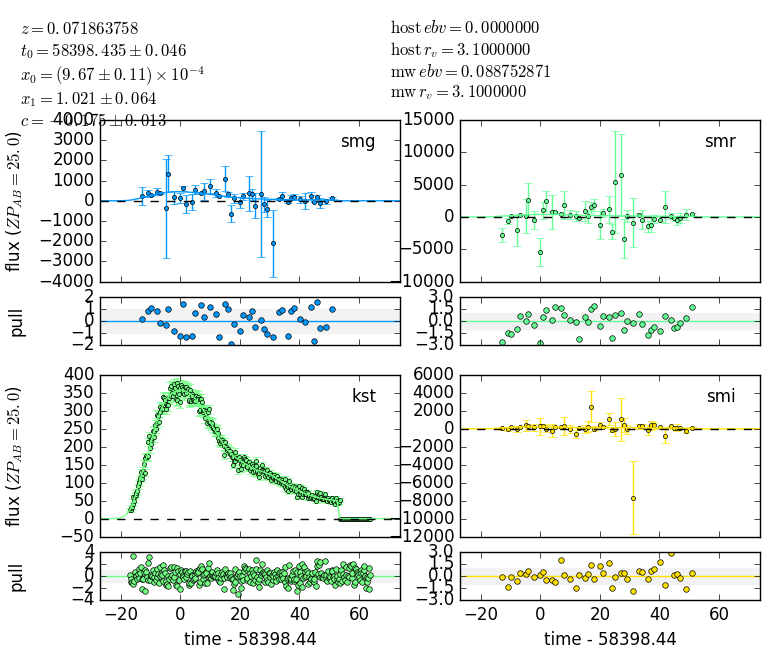 z = 0.071863758
t₀ = 58398.435 ± 0.046
x₀ = (9.67 ± 0.11) × 10⁻⁴
x₁ = 1.021 ± 0.064
c = −0.175 ± 0.013
host ebv = 0.0000000
host r_v = 3.1000000
mw ebv = 0.088752871
mw r_v = 3.1000000
smg
4000
3000
2000
1000
0
−1000
−2000
−3000
−4000
flux (ZP_AB = 25.0)
smr
15000
10000
5000
0
−5000
−10000
2
1
0
−1
−2
pull
3.0
1.5
0.0
−1.5
−3.0
kst
400
350
300
250
200
150
100
50
0
−50
flux (ZP_AB = 25.0)
smi
6000
4000
2000
0
−2000
−4000
−6000
−8000
−10000
−12000
4
2
0
−2
−4
pull
3.0
1.5
0.0
−1.5
−3.0
−20 0 20 40 60
time - 58398.44
−20 0 20 40 60
time - 58398.44